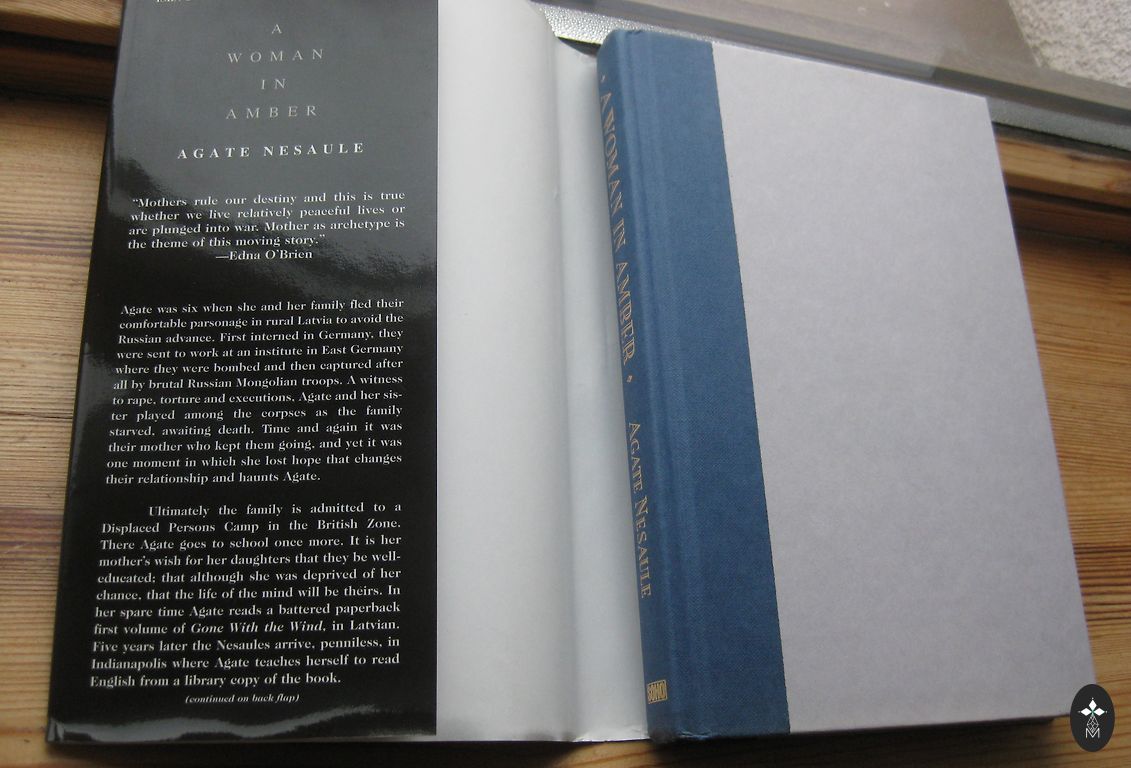 A
WOMAN
IN
AMBER
AGATE NESAULE
"Mothers rule our destiny and this is true
whether we live relatively peaceful lives or
are plunged into war. Mother as archetype is
the theme of this moving story."
—Edna O'Brien
Agate was six when she and her family fled their
comfortable parsonage in rural Latvia to avoid the
Russian advance. First interned in Germany, they
were sent to work at an institute in East Germany
where they were bombed and then captured after
all by brutal Russian Mongolian troops. A witness
to rape, torture and executions, Agate and her sis-
ter played among the corpses as the family
starved, awaiting death. Time and again it was
their mother who kept them going, and yet it was
one moment in which she lost hope that changes
their relationship and haunts Agate.
Ultimately the family is admitted to a
Displaced Persons Camp in the British Zone.
There Agate goes to school once more. It is her
mother's wish for her daughters that they be well-
educated; that although she was deprived of her
chance, that the life of the mind will be theirs. In
her spare time Agate reads a battered paperback
first volume of Gone With the Wind, in Latvian.
Five years later the Nesaules arrive, penniless, in
Indianapolis where Agate teaches herself to read
English from a library copy of the book.
(continued on back flap)
• A WOMAN IN AMBER • AGATE NESAULE
SOHO